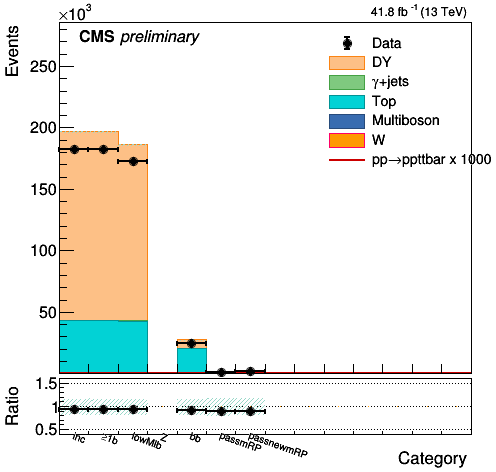 ×10³
41.8 fb⁻¹ (13 TeV)
CMS preliminary
Events
250
200
150
100
50
Data
DY
γ+jets
Top
Multiboson
W
pp→ppttbar x 1000
Ratio
1.5
1
0.5
inc
≥1b
lowMlb
Z
bb
passmRP
passnewmRP
Category